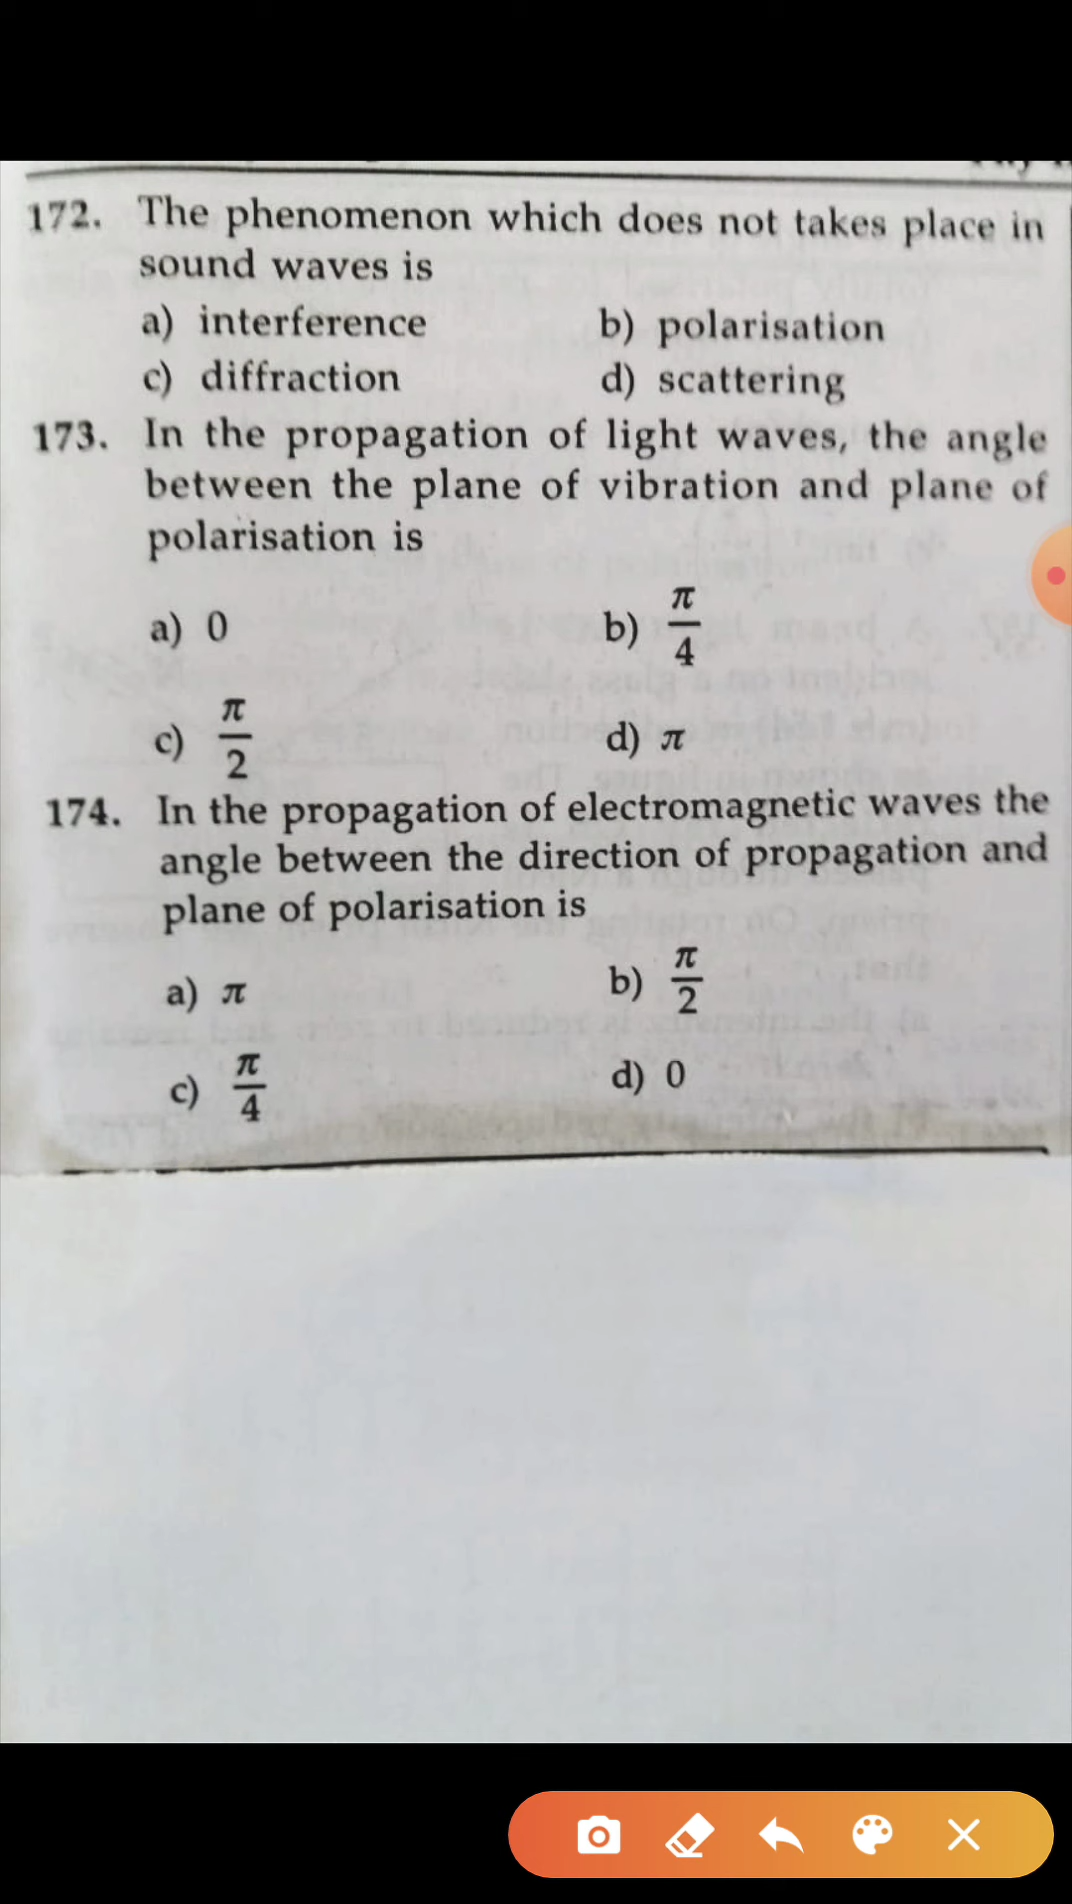 172. The phenomenon which does not takes place in
sound waves is
a) interference b) polarisation
c) diffraction d) scattering
173. In the propagation of light waves, the angle
between the plane of vibration and plane of
polarisation is
a) 0 b) π/4
c) π/2 d) π
174. In the propagation of electromagnetic waves the
angle between the direction of propagation and
plane of polarisation is
a) π b) π/2
c) π/4 d) 0